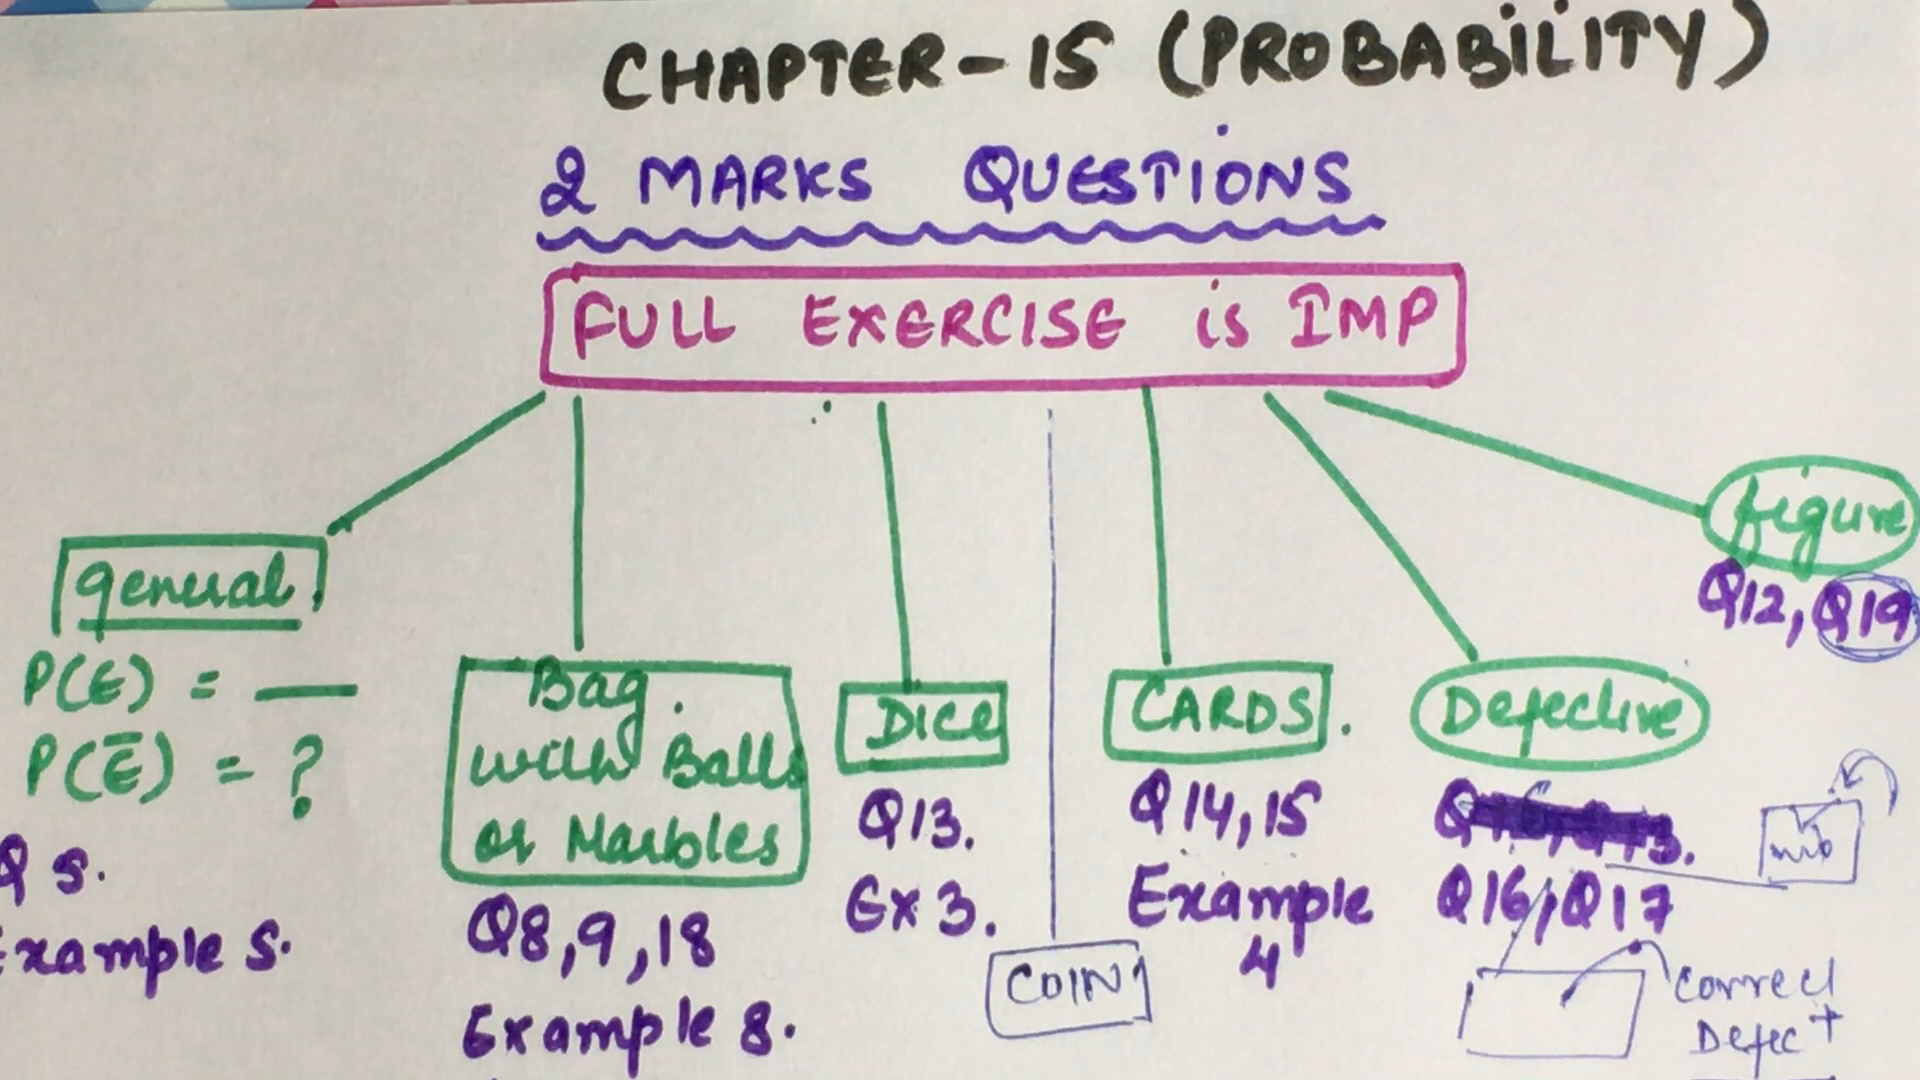 CHAPTER-15 (PROBABILITY)
2 MARKS QUESTIONS
FULL EXERCISE is IMP
general
P(E) = —
P(Ē) = ?
Q 5.
Example 5.
Bag.
with Balls
or Marbles
Q8,9,18
Example 8.
DICE
Q13.
Ex 3.
COIN
CARDS.
Q14,15
Example
4
Defective
Q16,Q17
Correct
Defect
figure
Q12,Q19